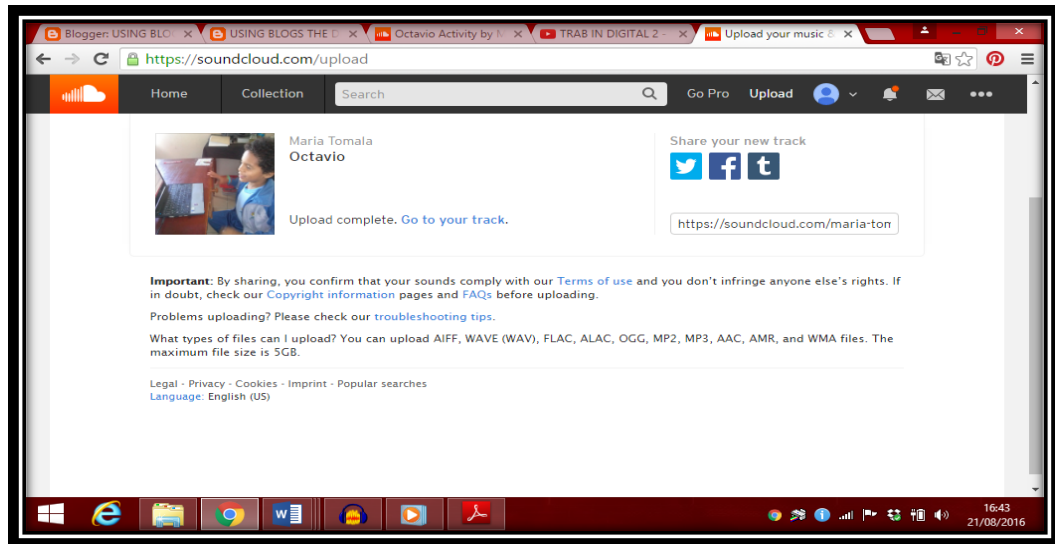 Blogger: USING BLO
USING BLOGS THE D
Octavio Activity by M
TRAB IN DIGITAL 2 -
Upload your music &
https://soundcloud.com/upload
Home
Collection
Search
Go Pro
Upload
Maria Tomala
Octavio
Upload complete. Go to your track.
Share your new track
https://soundcloud.com/maria-tom
Important: By sharing, you confirm that your sounds comply with our Terms of use and you don't infringe anyone else's rights. If
in doubt, check our Copyright information pages and FAQs before uploading.
Problems uploading? Please check our troubleshooting tips.
What types of files can I upload? You can upload AIFF, WAVE (WAV), FLAC, ALAC, OGG, MP2, MP3, AAC, AMR, and WMA files. The
maximum file size is 5GB.
Legal - Privacy - Cookies - Imprint - Popular searches
Language: English (US)
16:43
21/08/2016